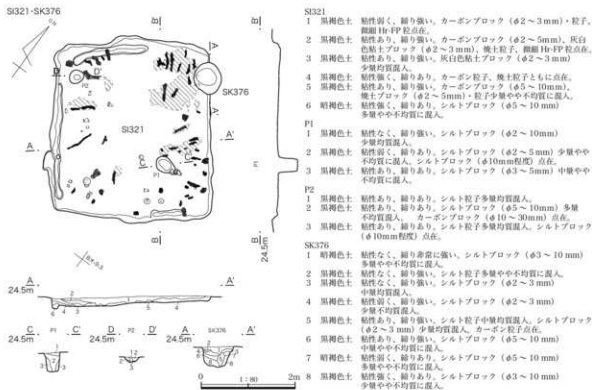 SI321・SK376
B
B'
A
A'
SK376
D
D'
P2
SI321
C
C'
P1
24.5m
A
A'
24.5m
C P1 C'
24.5m
D P2 D'
24.5m
A SK376 A'
24.5m
0 1:80 2m
SI321
1 黒褐色土 粘性弱く、締り強い。カーボンブロック（φ2～3mm）・粒子、
微細Hr-FP粒点在。
2 黒褐色土 粘性あり、締り強い。カーボンブロック（φ2～5mm）、灰白
色粘土ブロック（φ2～3mm）、焼土粒子、微細Hr-FP粒点在。
3 黒褐色土 粘性あり、締り強い。灰白色粘土ブロック（φ2～3mm）
少量均質混入。
4 黒褐色土 粘性強く、締りあり。カーボン粒子、焼土粒子ともに点在。
5 黒褐色土 粘性あり、締りあり。カーボンブロック（φ5～10mm）、
焼土ブロック（φ2～5mm）・粒子少量やや不均質に混入。
6 暗褐色土 粘性強く、締りあり。シルトブロック（φ5～10mm）
多量やや不均質に混入。
P1
1 黒褐色土 粘性なく、締り強い。シルトブロック（φ2～10mm）
少量均質混入。
2 黒褐色土 粘性弱く、締りあり。シルトブロック（φ2～5mm）少量やや
不均質に混入。シルトブロック（φ10mm程度）点在。
3 黒褐色土 粘性あり、締りあり。シルトブロック（φ3～5mm）中量やや
不均質に混入。
P2
1 黒褐色土 粘性あり、締りあり。シルト粒子多量均質混入。
2 黒褐色土 粘性あり、締りあり。シルトブロック（φ5～10mm）多量
不均質混入。カーボンブロック（φ10～30mm）点在。
3 黒褐色土 粘性あり、締りあり。シルト粒子多量均質混入。シルトブロック
（φ10mm程度）点在。
SK376
1 暗褐色土 粘性なく、締り非常に強い。シルトブロック（φ3～10mm）
多量やや不均質に混入。
2 黒褐色土 粘性なく、締り強い。シルト粒子多量やや不均質に混入。
3 黒褐色土 粘性なく、締り強い。シルトブロック（φ2～3mm）
中量均質混入。
4 黒褐色土 粘性弱く、締り強い。シルトブロック（φ2～3mm）
少量不均質混入。
5 黒褐色土 粘性あり、締り強い。シルト粒子中量均質混入。シルトブロック
（φ2～3mm）少量均質混入。カーボン粒子点在。
6 黒褐色土 粘性あり、締り強い。シルトブロック（φ5～10mm）
中量やや不均質に混入。
7 暗褐色土 粘性弱く、締りあり。シルトブロック（φ5～10mm）
多量やや不均質に混入。
8 黒褐色土 粘性強く、締りあり。シルトブロック（φ3～10mm）
少量やや不均質に混入。